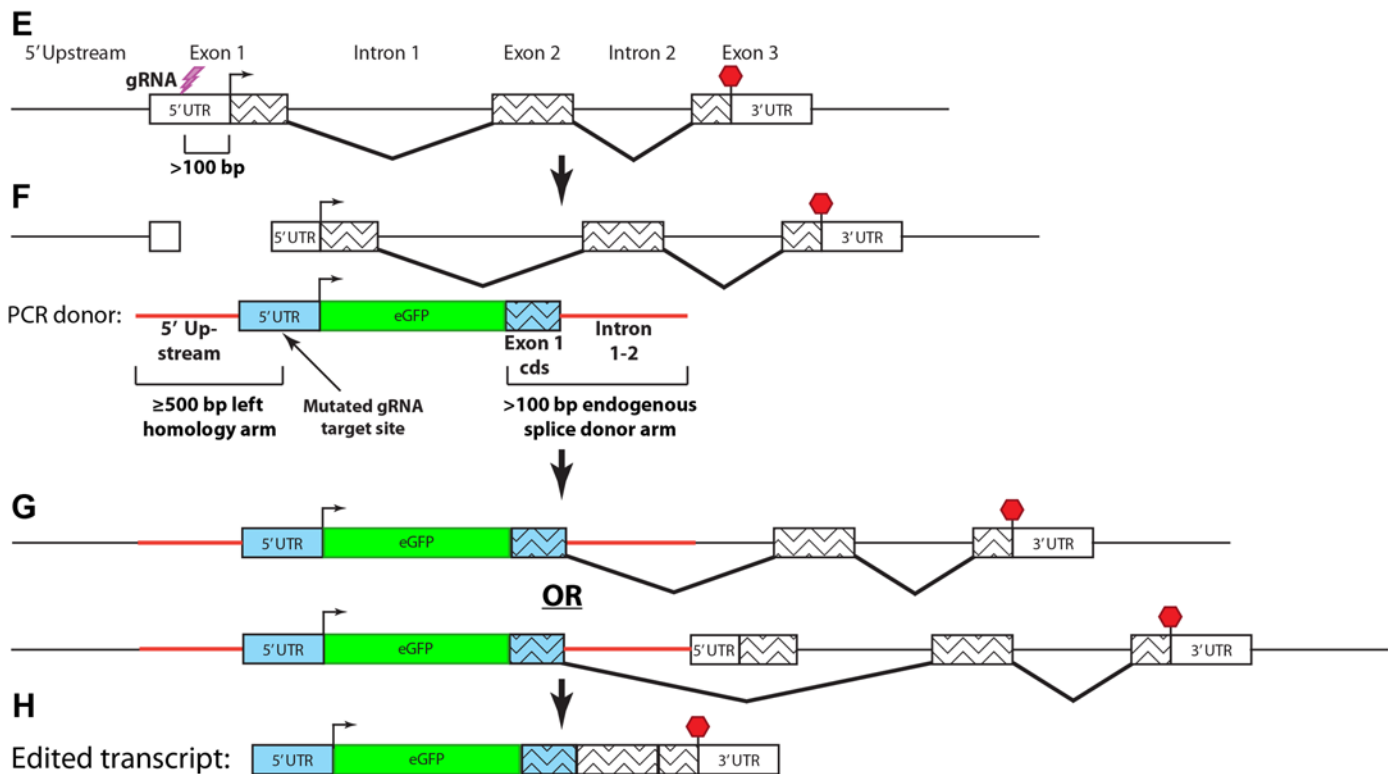 E
5' Upstream Exon 1 Intron 1 Exon 2 Intron 2 Exon 3
gRNA
5' UTR 3' UTR
>100 bp
F
5' UTR 3' UTR
PCR donor: 5' UTR eGFP
5' Up-
stream
Exon 1
cds
Intron
1-2
≥500 bp left
homology arm
Mutated gRNA
target site
>100 bp endogenous
splice donor arm
G
5' UTR eGFP 3' UTR
OR
5' UTR eGFP 5' UTR 3' UTR
H
Edited transcript: 5' UTR eGFP 3' UTR